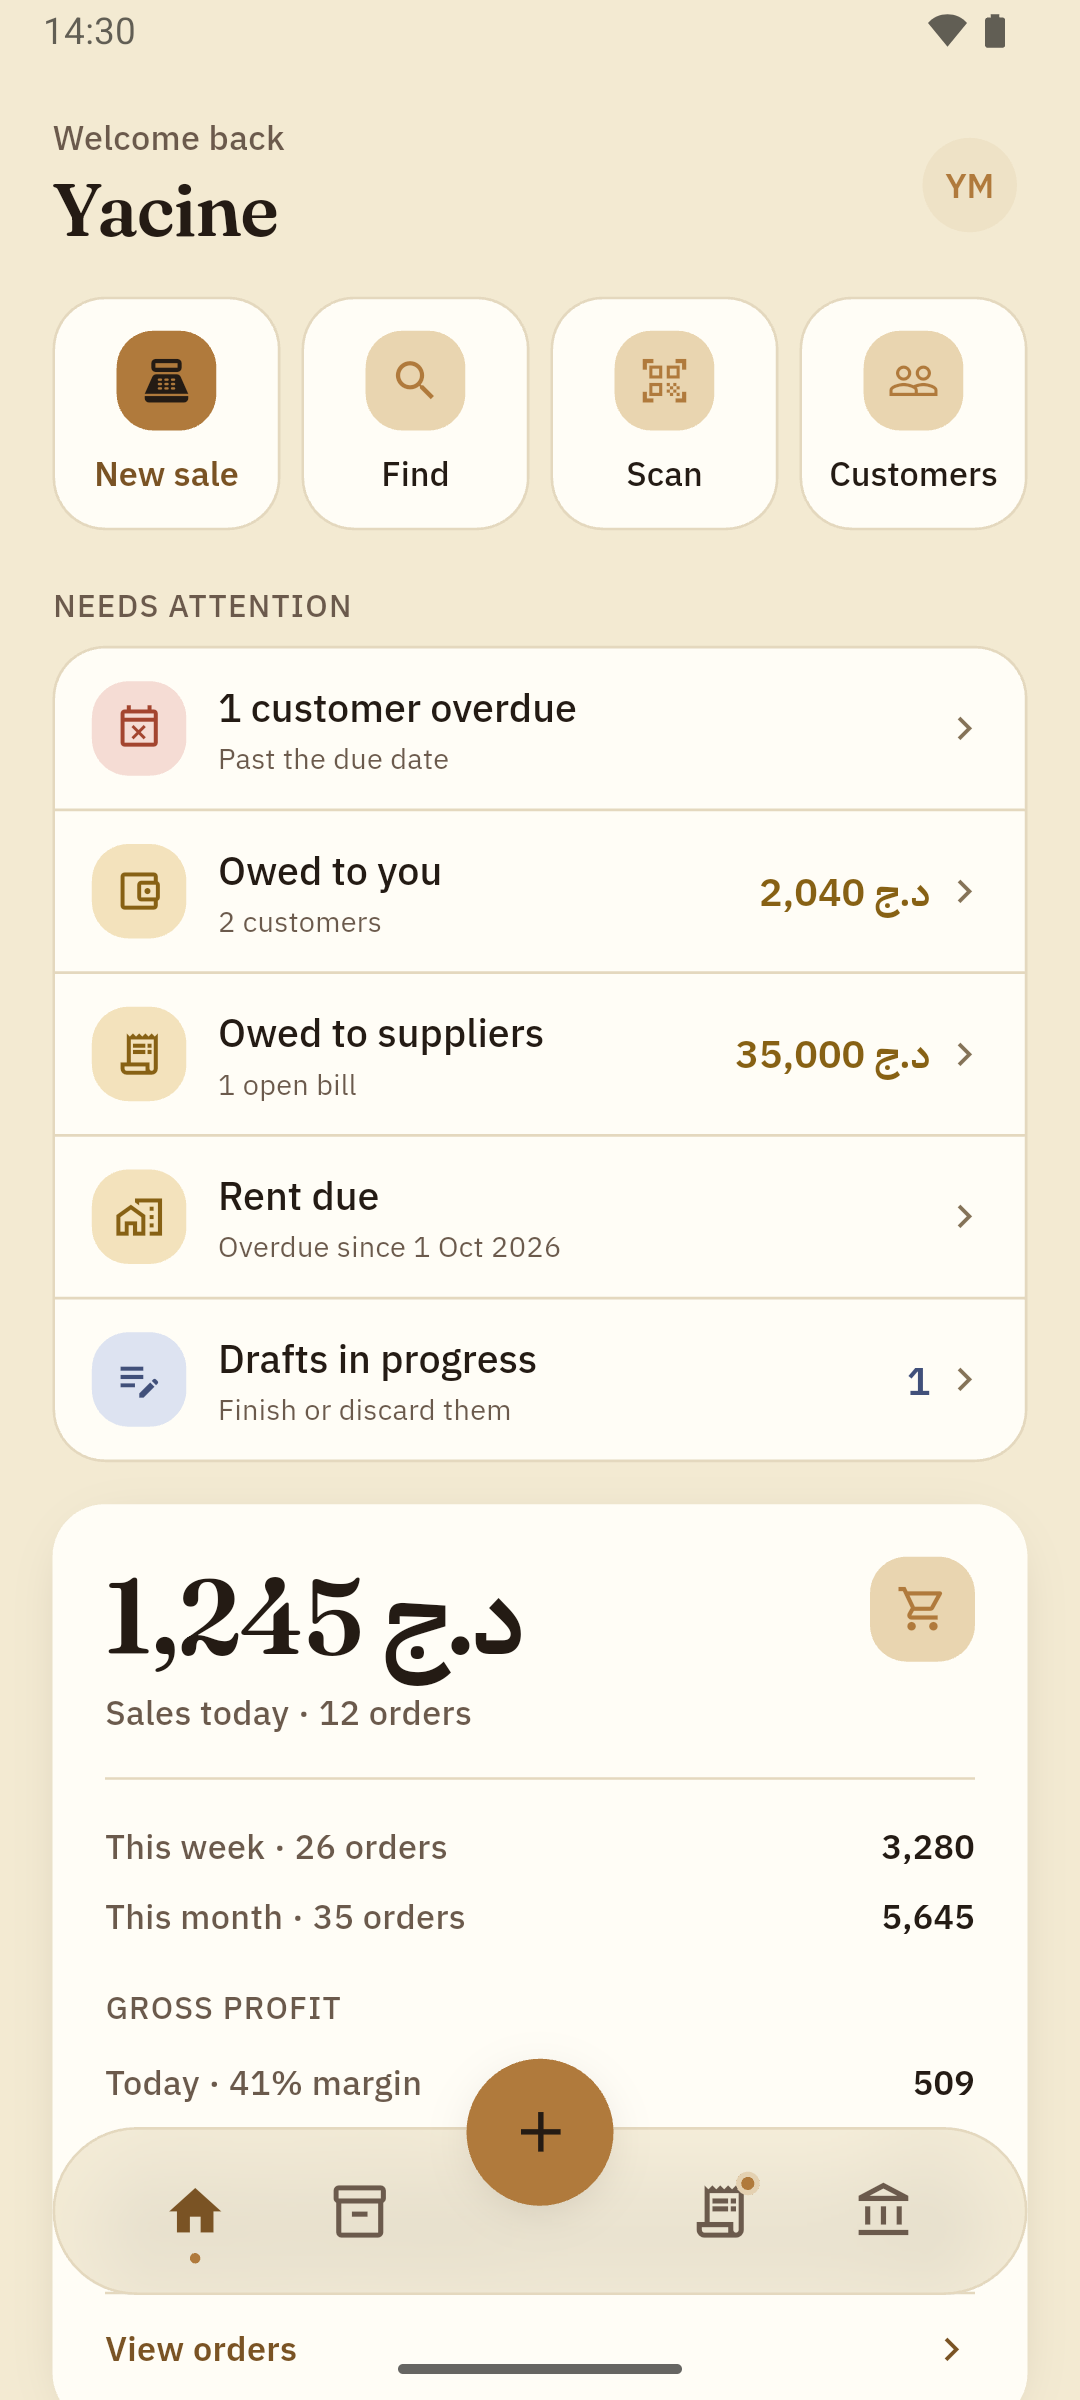 14:30
Welcome back
Yacine
YM
New sale
Find
Scan
Customers
NEEDS ATTENTION
1 customer overdue
Past the due date
Owed to you
2 customers
2,040 د.ج
Owed to suppliers
1 open bill
35,000 د.ج
Rent due
Overdue since 1 Oct 2026
Drafts in progress
Finish or discard them
1
1,245 د.ج
Sales today · 12 orders
This week · 26 orders
3,280
This month · 35 orders
5,645
GROSS PROFIT
Today · 41% margin
509
View orders